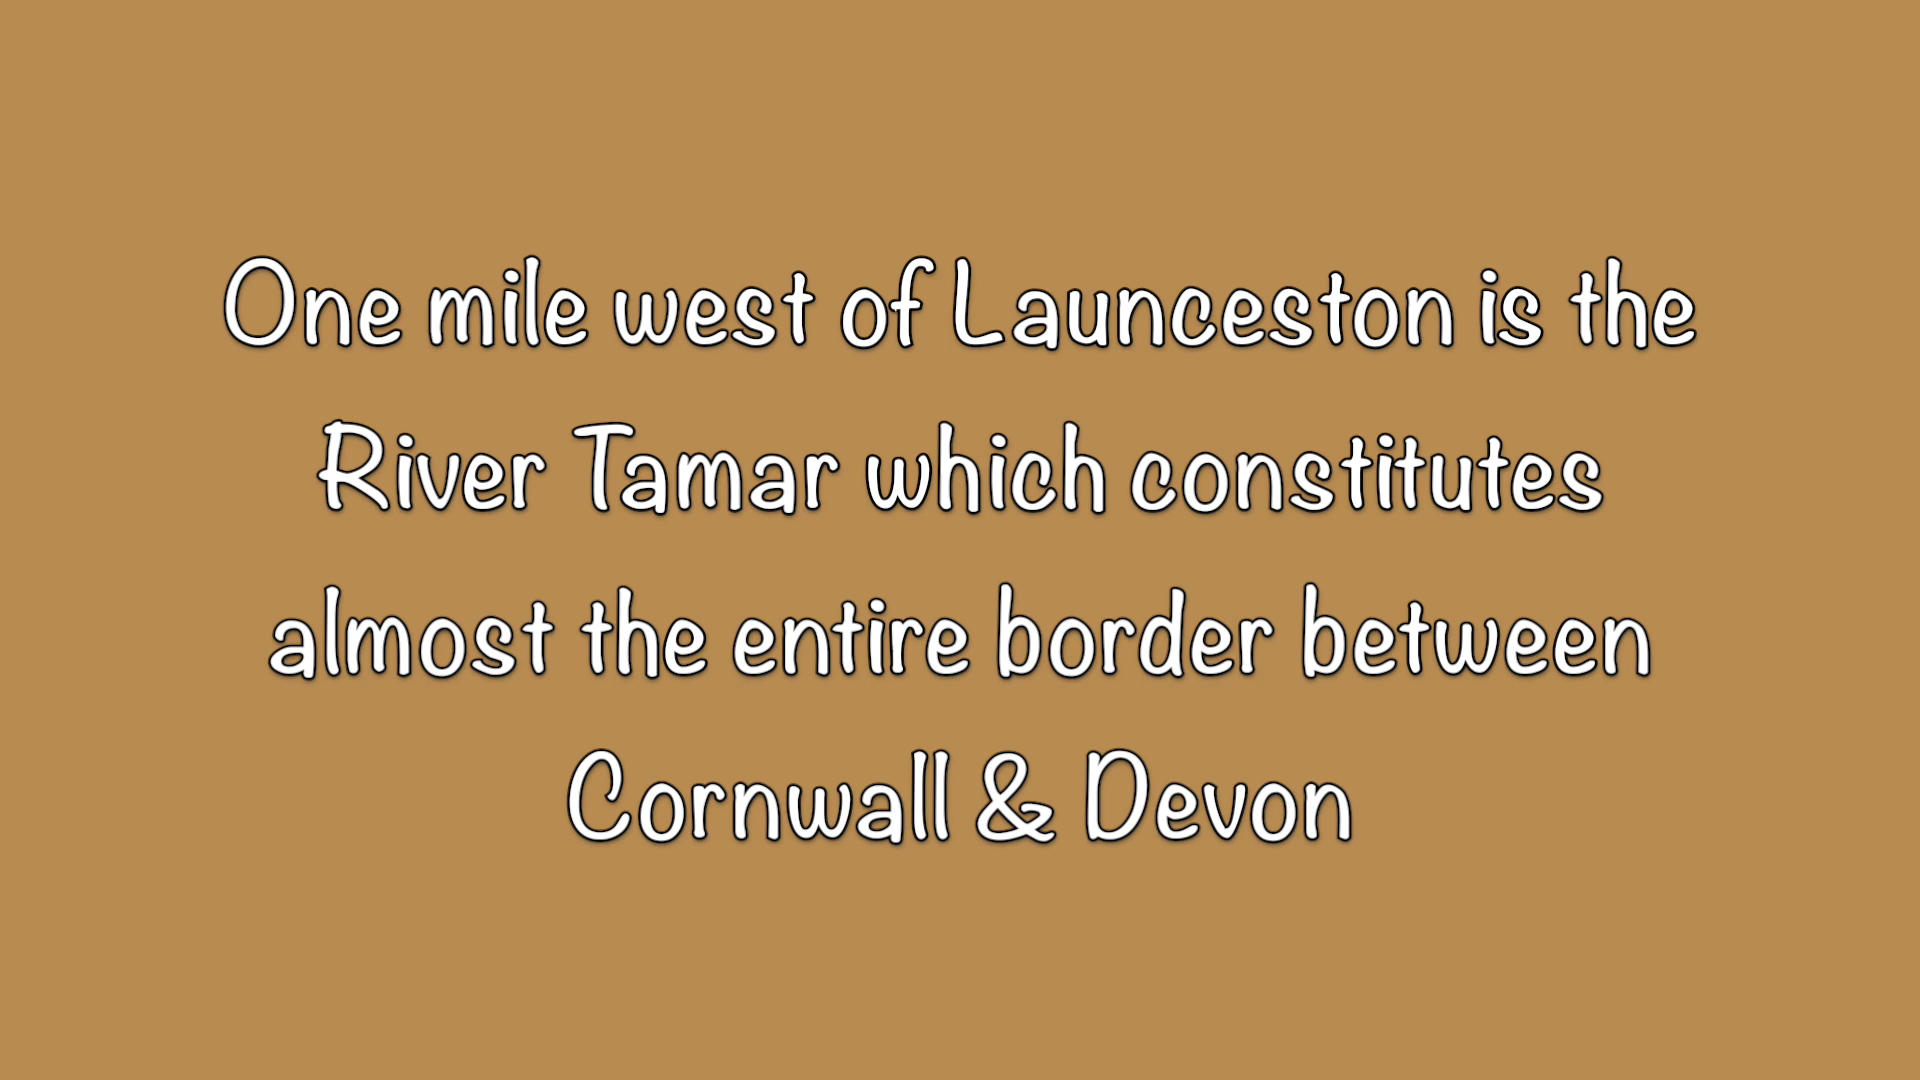 One mile west of Launceston is the
River Tamar which constitutes
almost the entire border between
Cornwall & Devon